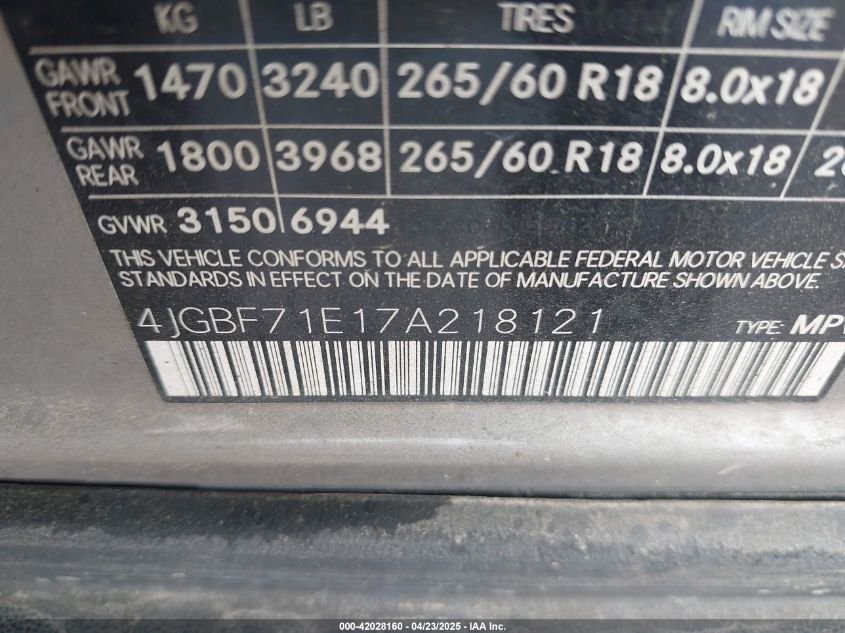 KG LB TIRES RIM SIZE
GAWR FRONT 1470 3240 265/60 R18 8.0x18
GAWR REAR 1800 3968 265/60 R18 8.0x18
GVWR 3150 6944
THIS VEHICLE CONFORMS TO ALL APPLICABLE FEDERAL MOTOR VEHICLE
STANDARDS IN EFFECT ON THE DATE OF MANUFACTURE SHOWN ABOVE.
4JGBF71E17A218121 TYPE: MP
000-42028160 - 04/23/2025 - IAA Inc.